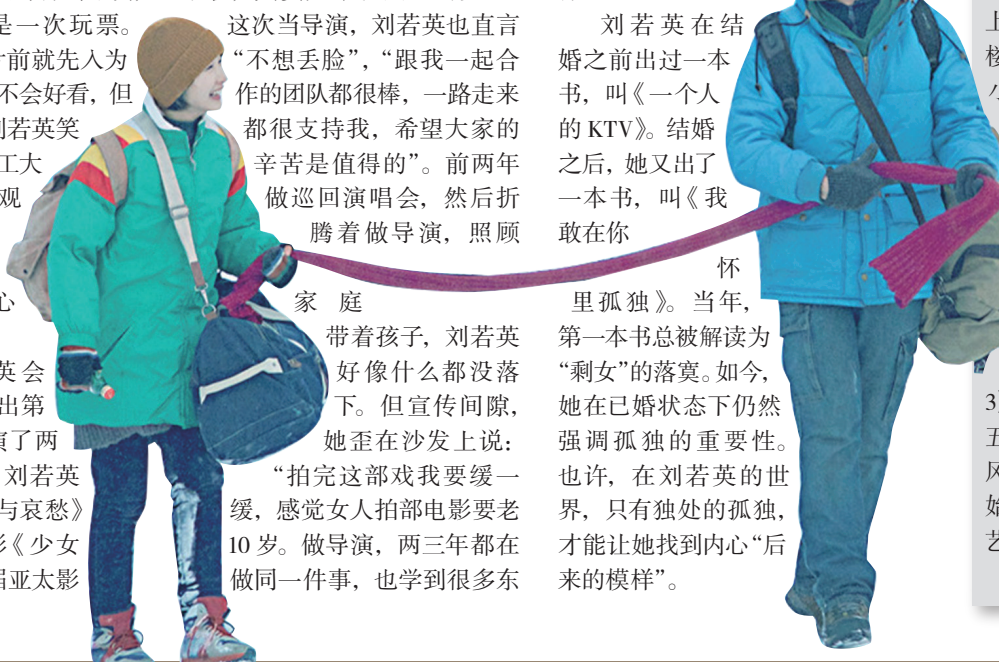 是一次玩票。
前就先入为
不会好看，但
刘若英笑
工大
观
心
英会
出第
演了两
刘若英
与哀愁》
影《少女
届亚太影
这次当导演，刘若英也直言
“不想丢脸”，“跟我一起合
作的团队都很棒，一路走来
都很支持我，希望大家的
辛苦是值得的”。前两年
做巡回演唱会，然后折
腾着做导演，照顾
家庭
带着孩子，刘若英
好像什么都没落
下。但宣传间隙，
她歪在沙发上说：
“拍完这部戏我要缓一
缓，感觉女人拍部电影要老
10岁。做导演，两三年都在
做同一件事，也学到很多东
刘若英在结
婚之前出过一本
书，叫《一个人
的KTV》。结婚
之后，她又出了
一本书，叫《我
敢在你
怀
里孤独》。当年，
第一本书总被解读为
“剩女”的落寞。如今，
她在已婚状态下仍然
强调孤独的重要性。
也许，在刘若英的世
界，只有独处的孤独，
才能让她找到内心“后
来的模样”。
上
楼
3
五
风
始
艺